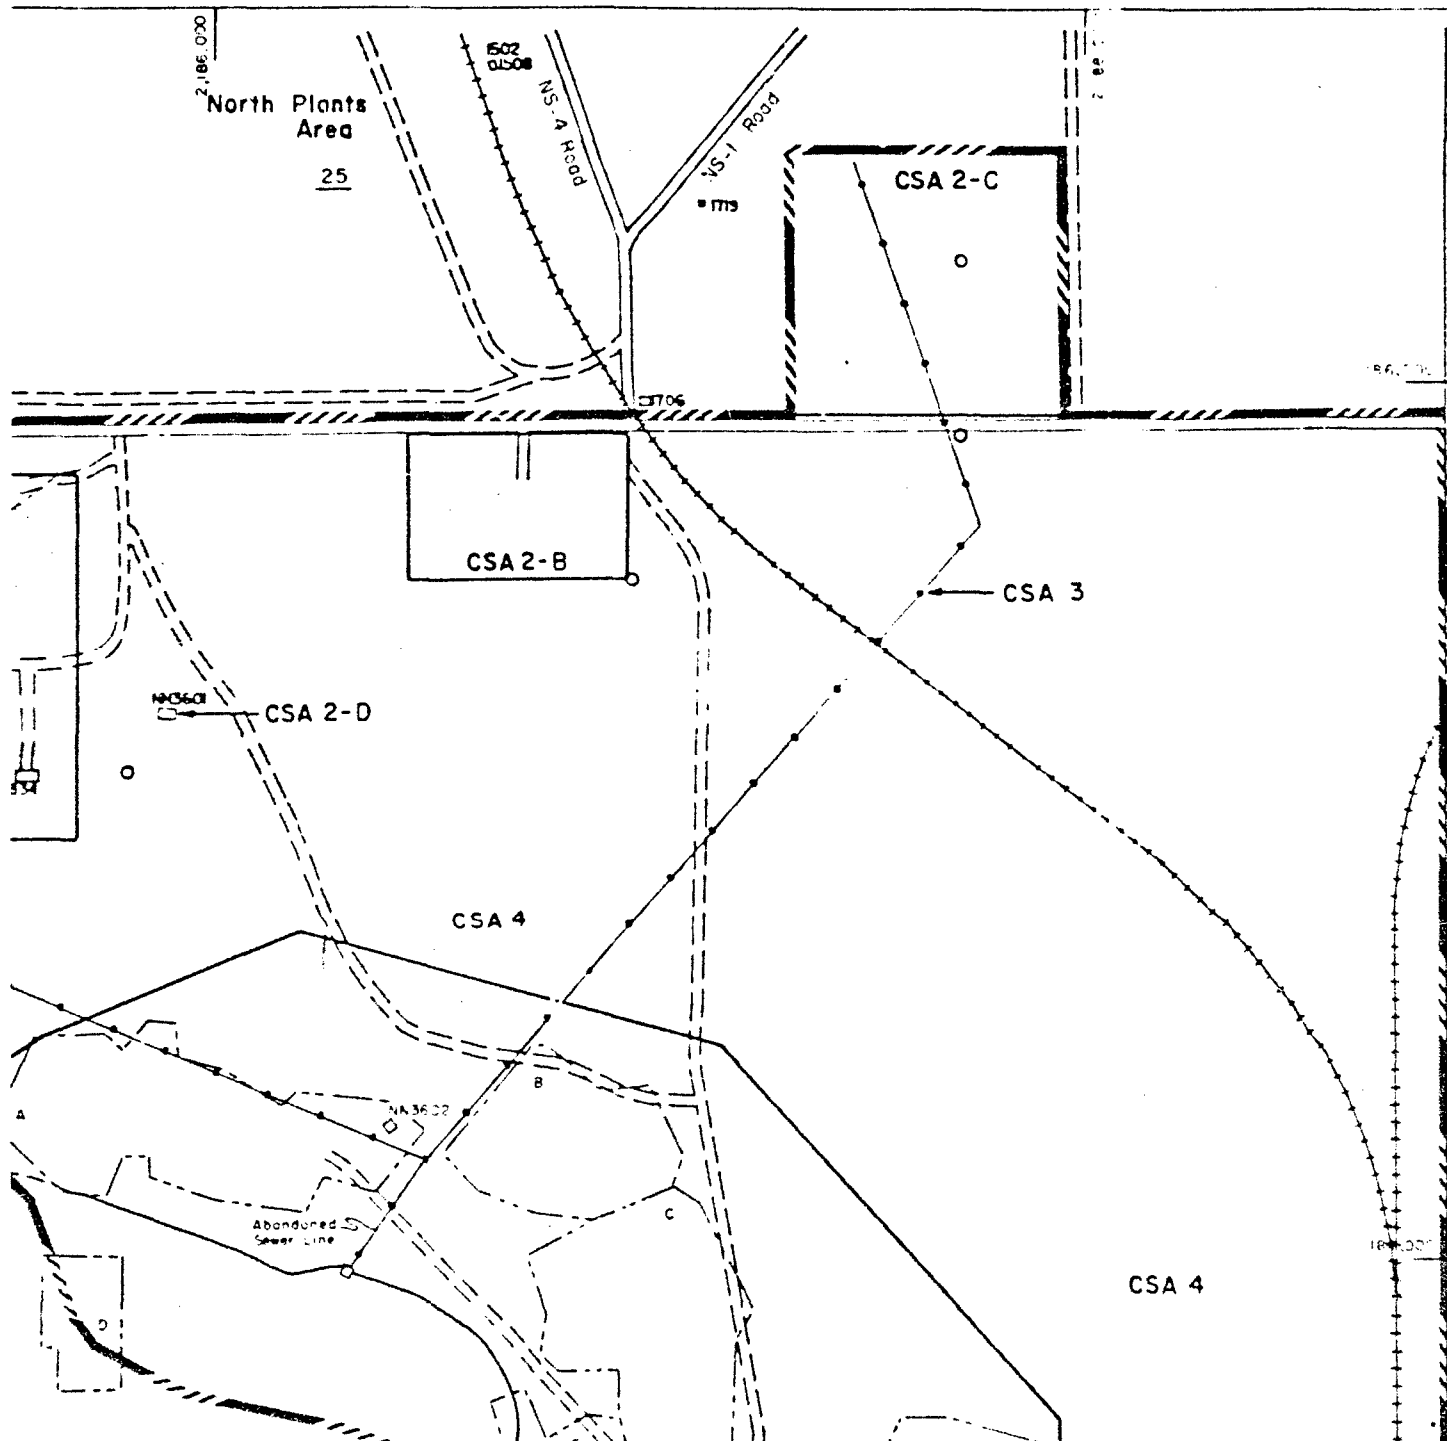 2,186,000
North Plants
Area
25
1502
NS-4 Road
NS-1 Road
1719
CSA 2-C
1706
CSA 2-B
CSA 3
NN3601
CSA 2-D
CSA 4
A
B
NN3602
C
Abandoned
Sewer Line
D
CSA 4